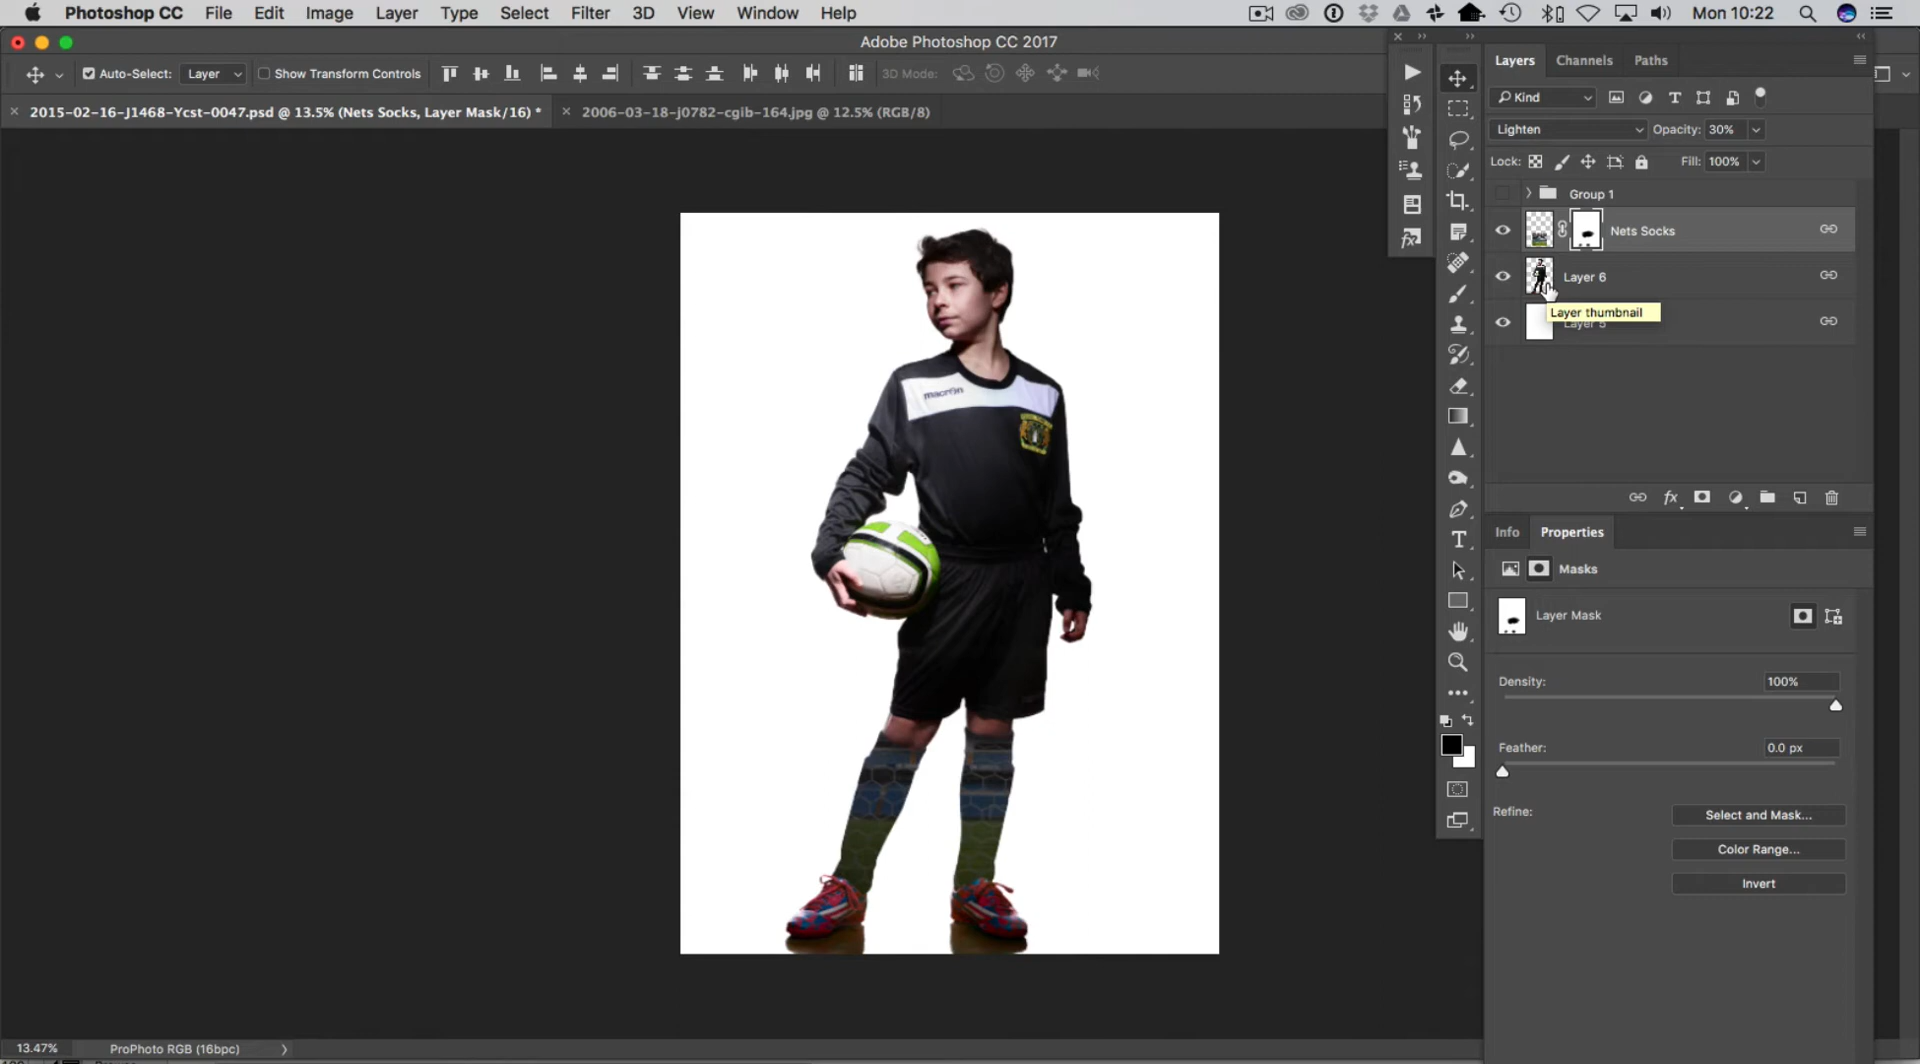 Photoshop CC File Edit Image Layer Type Select Filter 3D View Window Help Mon 10:22
Adobe Photoshop CC 2017
Auto-Select: Layer Show Transform Controls 3D Mode:
× 2015-02-16-J1468-Ycst-0047.psd @ 13.5% (Nets Socks, Layer Mask/16) * × 2006-03-18-j0782-cgib-164.jpg @ 12.5% (RGB/8)
Layers Channels Paths
Kind
Lighten Opacity: 30%
Lock: Fill: 100%
Group 1
Nets Socks
Layer 6
Layer thumbnail
Layer 5
macron
fx
Info Properties
Masks
Layer Mask
Density: 100%
Feather: 0.0 px
Refine: Select and Mask...
Color Range...
Invert
13.47% ProPhoto RGB (16bpc)